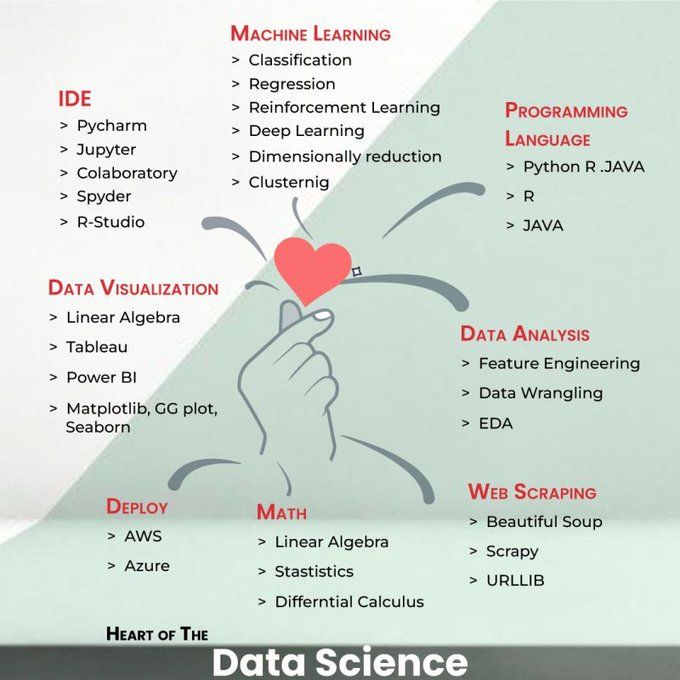 MACHINE LEARNING
> Classification
> Regression
> Reinforcement Learning
> Deep Learning
> Dimensionally reduction
> Clusternig
IDE
> Pycharm
> Jupyter
> Colaboratory
> Spyder
> R-Studio
PROGRAMMING
LANGUAGE
> Python R .JAVA
> R
> JAVA
DATA VISUALIZATION
> Linear Algebra
> Tableau
> Power BI
> Matplotlib, GG plot,
Seaborn
DATA ANALYSIS
> Feature Engineering
> Data Wrangling
> EDA
DEPLOY
> AWS
> Azure
MATH
> Linear Algebra
> Stastistics
> Differntial Calculus
WEB SCRAPING
> Beautiful Soup
> Scrapy
> URLLIB
HEART OF THE
Data Science